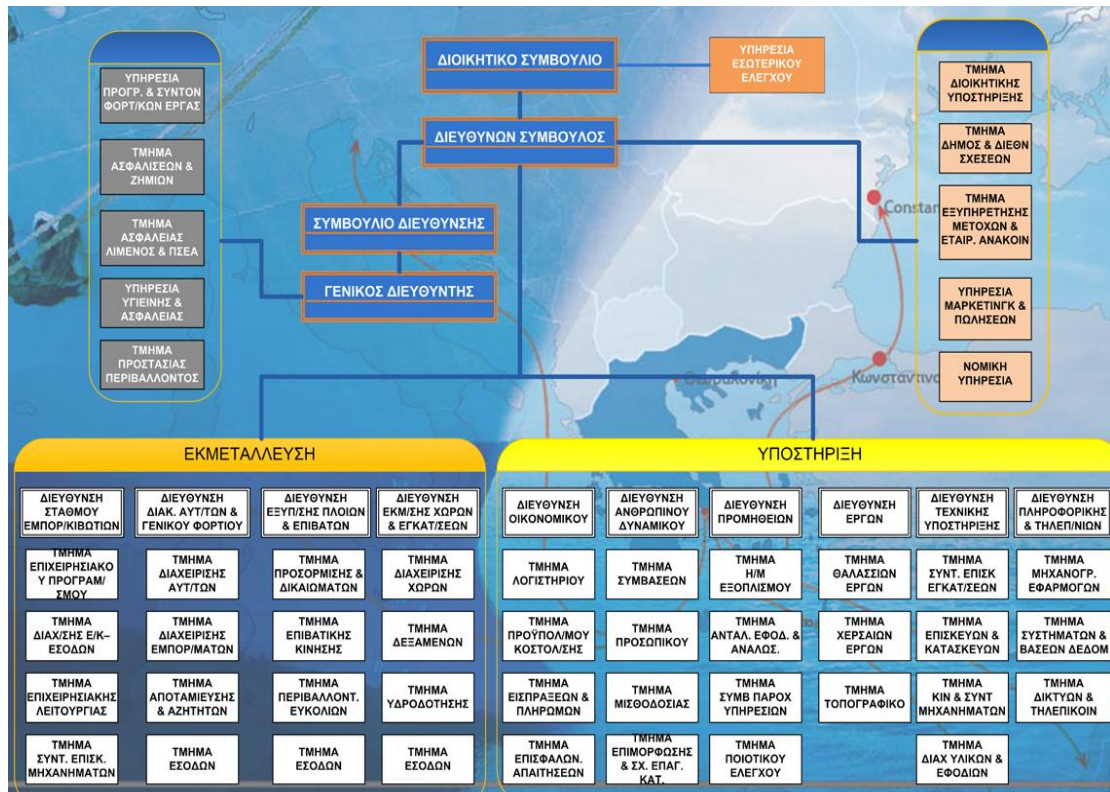 ΔΙΟΙΚΗΤΙΚΟ ΣΥΜΒΟΥΛΙΟ
ΥΠΗΡΕΣΙΑ
ΕΣΩΤΕΡΙΚΟΥ
ΕΛΕΓΧΟΥ
ΔΙΕΥΘΥΝΩΝ ΣΥΜΒΟΥΛΟΣ
ΣΥΜΒΟΥΛΙΟ ΔΙΕΥΘΥΝΣΗΣ
ΓΕΝΙΚΟΣ ΔΙΕΥΘΥΝΤΗΣ
ΥΠΗΡΕΣΙΑ
ΠΡΟΓΡ. & ΣΥΝΤΟΝ
ΦΟΡΤ/ΚΩΝ ΕΡΓΑΣ
ΤΜΗΜΑ
ΑΣΦΑΛΙΣΕΩΝ &
ΖΗΜΙΩΝ
ΤΜΗΜΑ
ΑΣΦΑΛΕΙΑΣ
ΛΙΜΕΝΟΣ & ΠΣΕΑ
ΥΠΗΡΕΣΙΑ
ΥΓΙΕΙΝΗΣ &
ΑΣΦΑΛΕΙΑΣ
ΤΜΗΜΑ
ΠΡΟΣΤΑΣΙΑΣ
ΠΕΡΙΒΑΛΛΟΝΤΟΣ
ΤΜΗΜΑ
ΔΙΟΙΚΗΤΙΚΗΣ
ΥΠΟΣΤΗΡΙΞΗΣ
ΤΜΗΜΑ
ΔΗΜΟΣ & ΔΙΕΘΝ
ΣΧΕΣΕΩΝ
ΤΜΗΜΑ
ΕΞΥΠΗΡΕΤΗΣΗΣ
ΜΕΤΟΧΩΝ &
ΕΤΑΙΡ. ΑΝΑΚΟΙΝ
ΥΠΗΡΕΣΙΑ
ΜΑΡΚΕΤΙΝΓΚ &
ΠΩΛΗΣΕΩΝ
ΝΟΜΙΚΗ
ΥΠΗΡΕΣΙΑ
Constan
Κωνσταντινο
ΕΚΜΕΤΑΛΛΕΥΣΗ
ΔΙΕΥΘΥΝΣΗ
ΣΤΑΘΜΟΥ
ΕΜΠΟΡ/ΚΙΒΩΤΙΩΝ
ΤΜΗΜΑ
ΕΠΙΧΕΙΡΗΣΙΑΚΟ
Υ ΠΡΟΓΡΑΜ/
ΣΜΟΥ
ΤΜΗΜΑ
ΔΙΑΧ/ΣΗΣ Ε/Κ–
ΕΣΟΔΩΝ
ΤΜΗΜΑ
ΕΠΙΧΕΙΡΗΣΙΑΚΗΣ
ΛΕΙΤΟΥΡΓΙΑΣ
ΤΜΗΜΑ
ΣΥΝΤ. ΕΠΙΣΚ.
ΜΗΧΑΝΗΜΑΤΩΝ
ΔΙΕΥΘΥΝΣΗ
ΔΙΑΚ. ΑΥΤ/ΤΩΝ &
ΓΕΝΙΚΟΥ ΦΟΡΤΙΟΥ
ΤΜΗΜΑ
ΔΙΑΧΕΙΡΙΣΗΣ
ΑΥΤ/ΤΩΝ
ΤΜΗΜΑ
ΔΙΑΧΕΙΡΙΣΗΣ
ΕΜΠΟΡ/ΜΑΤΩΝ
ΤΜΗΜΑ
ΑΠΟΤΑΜΙΕΥΣΗΣ
& ΑΖΗΤΗΤΩΝ
ΤΜΗΜΑ
ΕΣΟΔΩΝ
ΔΙΕΥΘΥΝΣΗ
ΕΞΥΠ/ΣΗΣ ΠΛΟΙΩΝ
& ΕΠΙΒΑΤΩΝ
ΤΜΗΜΑ
ΠΡΟΣΟΡΜΙΣΗΣ &
ΔΙΚΑΙΩΜΑΤΩΝ
ΤΜΗΜΑ
ΕΠΙΒΑΤΙΚΗΣ
ΚΙΝΗΣΗΣ
ΤΜΗΜΑ
ΠΕΡΙΒΑΛΛΟΝΤ.
ΕΥΚΟΛΙΩΝ
ΤΜΗΜΑ
ΕΣΟΔΩΝ
ΔΙΕΥΘΥΝΣΗ
ΕΚΜ/ΣΗΣ ΧΩΡΩΝ
& ΕΓΚΑΤ/ΣΕΩΝ
ΤΜΗΜΑ
ΔΙΑΧΕΙΡΙΣΗΣ
ΧΩΡΩΝ
ΤΜΗΜΑ
ΔΕΞΑΜΕΝΩΝ
ΤΜΗΜΑ
ΥΔΡΟΔΟΤΗΣΗΣ
ΤΜΗΜΑ
ΕΣΟΔΩΝ
ΥΠΟΣΤΗΡΙΞΗ
ΔΙΕΥΘΥΝΣΗ
ΟΙΚΟΝΟΜΙΚΟΥ
ΤΜΗΜΑ
ΛΟΓΙΣΤΗΡΙΟΥ
ΤΜΗΜΑ
ΠΡΟΫΠΟΛ/ΜΟΥ
ΚΟΣΤΟΛ/ΣΗΣ
ΤΜΗΜΑ
ΕΙΣΠΡΑΞΕΩΝ &
ΠΛΗΡΩΜΩΝ
ΤΜΗΜΑ
ΕΠΙΣΦΑΛΝ.
ΑΠΑΙΤΗΣΕΩΝ
ΔΙΕΥΘΥΝΣΗ
ΑΝΘΡΩΠΙΝΟΥ
ΔΥΝΑΜΙΚΟΥ
ΤΜΗΜΑ
ΣΥΜΒΑΣΕΩΝ
ΤΜΗΜΑ
ΠΡΟΣΩΠΙΚΟΥ
ΤΜΗΜΑ
ΜΙΣΘΟΔΟΣΙΑΣ
ΤΜΗΜΑ
ΕΠΙΜΟΡΦΩΣΗΣ
& ΣΧ. ΕΠΑΓ.
ΚΑΤ.
ΔΙΕΥΘΥΝΣΗ
ΠΡΟΜΗΘΕΙΩΝ
ΤΜΗΜΑ
Η/Μ
ΕΞΟΠΛΙΣΜΟΥ
ΤΜΗΜΑ
ΑΝΤΑΛ. ΕΦΟΔ. &
ΑΝΑΛΩΣ.
ΤΜΗΜΑ
ΣΥΜΒ ΠΑΡΟΧ
ΥΠΗΡΕΣΙΩΝ
ΤΜΗΜΑ
ΠΟΙΟΤΙΚΟΥ
ΕΛΕΓΧΟΥ
ΔΙΕΥΘΥΝΣΗ
ΕΡΓΩΝ
ΤΜΗΜΑ
ΘΑΛΑΣΣΙΩΝ
ΕΡΓΩΝ
ΤΜΗΜΑ
ΧΕΡΣΑΙΩΝ
ΕΡΓΩΝ
ΤΜΗΜΑ
ΤΟΠΟΓΡΑΦΙΚΟ
ΔΙΕΥΘΥΝΣΗ
ΤΕΧΝΙΚΗΣ
ΥΠΟΣΤΗΡΙΞΗΣ
ΤΜΗΜΑ
ΣΥΝΤ. ΕΠΙΣΚ
ΕΓΚΑΤ/ΣΕΩΝ
ΤΜΗΜΑ
ΕΠΙΣΚΕΥΩΝ &
ΚΑΤΑΣΚΕΥΩΝ
ΤΜΗΜΑ
ΚΙΝ & ΣΥΝΤ
ΜΗΧΑΝΗΜΑΤΩΝ
ΤΜΗΜΑ
ΔΙΑΧ ΥΛΙΚΩΝ &
ΕΦΟΔΙΩΝ
ΔΙΕΥΘΥΝΣΗ
ΠΛΗΡΟΦΟΡΙΚΗΣ
& ΤΗΛΕΠ/ΝΙΩΝ
ΤΜΗΜΑ
ΜΗΧΑΝΟΓΡ.
ΕΦΑΡΜΟΓΩΝ
ΤΜΗΜΑ
ΣΥΣΤΗΜΑΤΩΝ &
ΒΑΣΕΩΝ ΔΕΔΟΜ
ΤΜΗΜΑ
ΔΙΚΤΥΩΝ &
ΤΗΛΕΠΙΚΟΙΝ